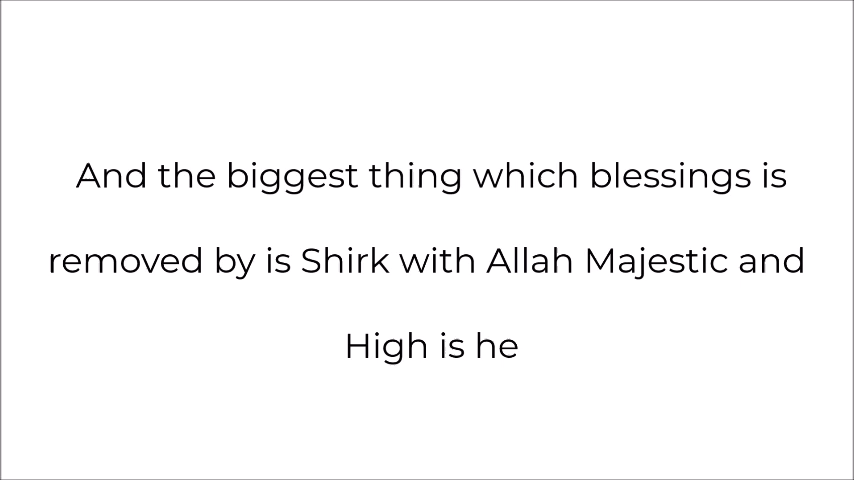 And the biggest thing which blessings is
removed by is Shirk with Allah Majestic and
High is he